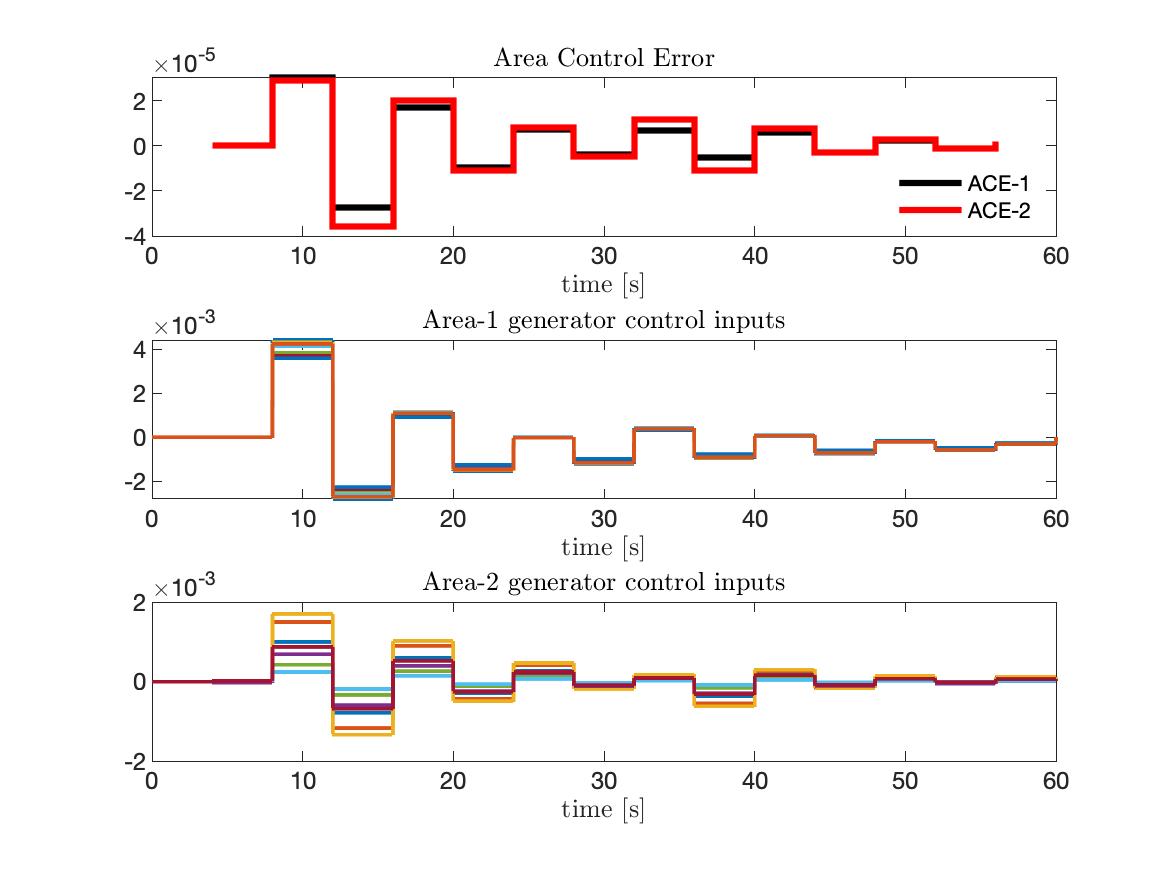 ×10-5
Area Control Error
2
0
-2
-4
ACE-1
ACE-2
0 10 20 30 40 50 60
time [s]
×10-3
Area-1 generator control inputs
4
2
0
-2
0 10 20 30 40 50 60
time [s]
×10-3
Area-2 generator control inputs
2
0
-2
0 10 20 30 40 50 60
time [s]